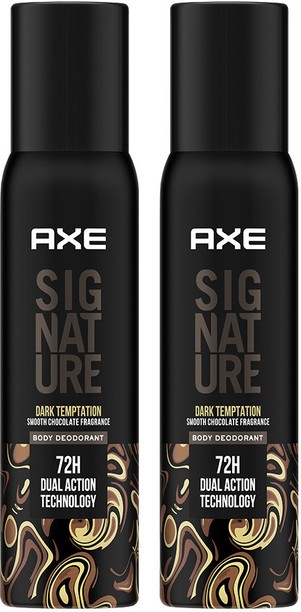 AXE
SIG
NAT
URE
DARK TEMPTATION
SMOOTH CHOCOLATE FRAGRANCE
BODY DEODORANT
72H
DUAL ACTION
TECHNOLOGY
AXE
SIG
NAT
URE
DARK TEMPTATION
SMOOTH CHOCOLATE FRAGRANCE
BODY DEODORANT
72H
DUAL ACTION
TECHNOLOGY